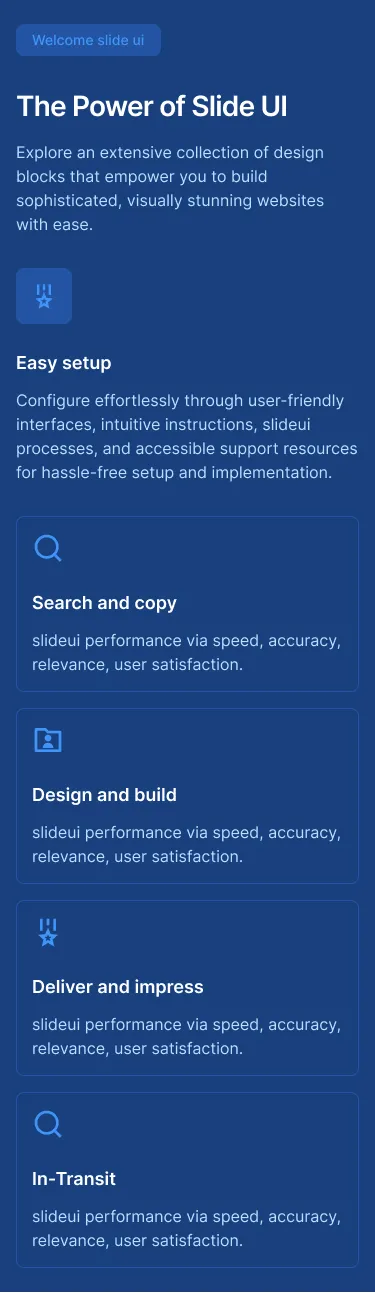 Welcome slide ui
The Power of Slide UI
Explore an extensive collection of design
blocks that empower you to build
sophisticated, visually stunning websites
with ease.
Easy setup
Configure effortlessly through user-friendly
interfaces, intuitive instructions, slideui
processes, and accessible support resources
for hassle-free setup and implementation.
Search and copy
slideui performance via speed, accuracy,
relevance, user satisfaction.
Design and build
slideui performance via speed, accuracy,
relevance, user satisfaction.
Deliver and impress
slideui performance via speed, accuracy,
relevance, user satisfaction.
In-Transit
slideui performance via speed, accuracy,
relevance, user satisfaction.